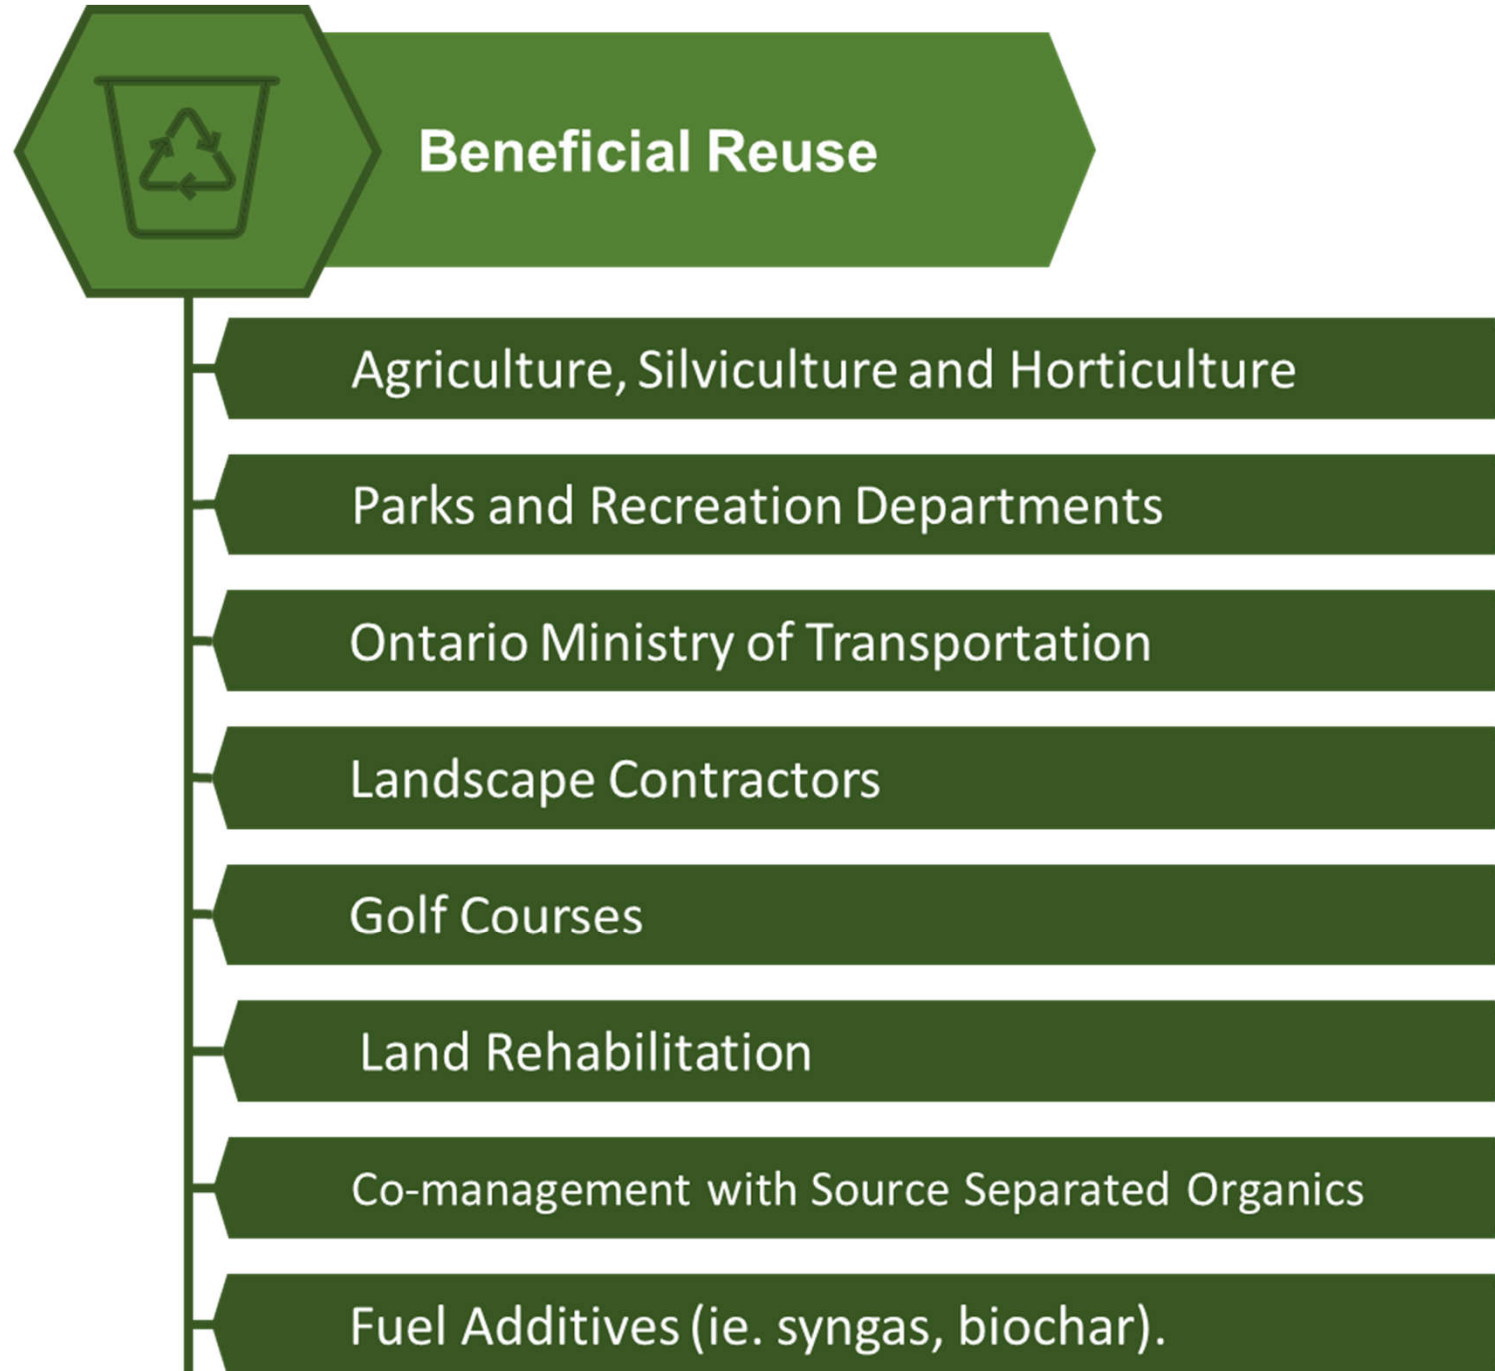 Beneficial Reuse
Agriculture, Silviculture and Horticulture
Parks and Recreation Departments
Ontario Ministry of Transportation
Landscape Contractors
Golf Courses
Land Rehabilitation
Co-management with Source Separated Organics
Fuel Additives (ie. syngas, biochar).